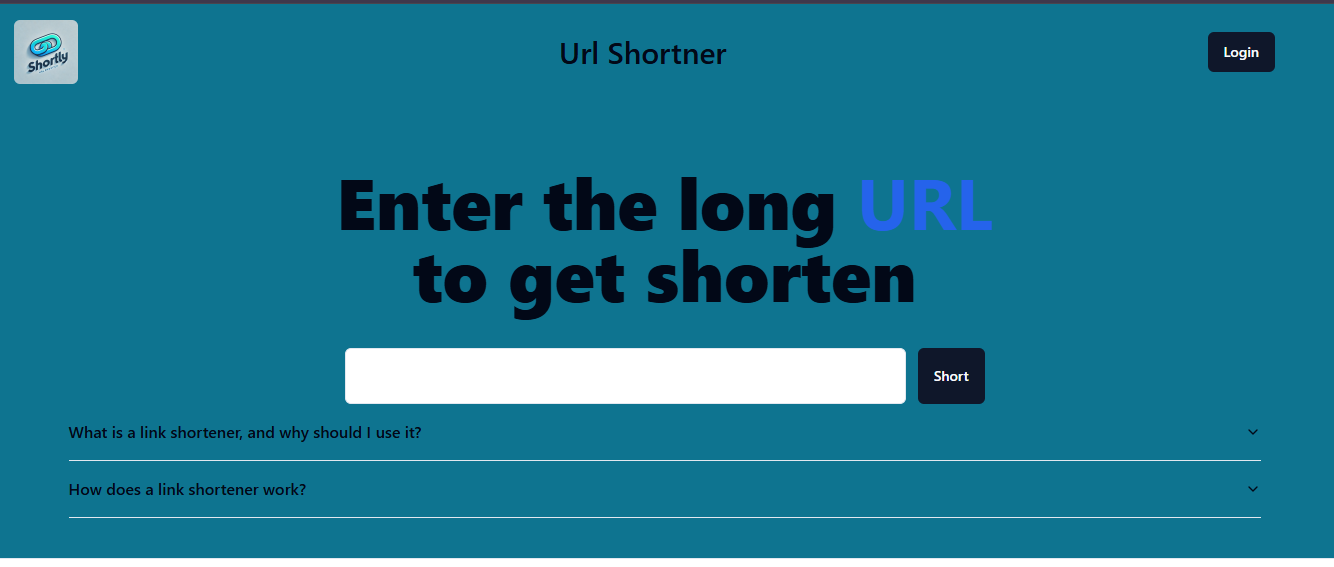 Shortly
Url Shortner
Login
Enter the long URL
to get shorten
Short
What is a link shortener, and why should I use it?
How does a link shortener work?